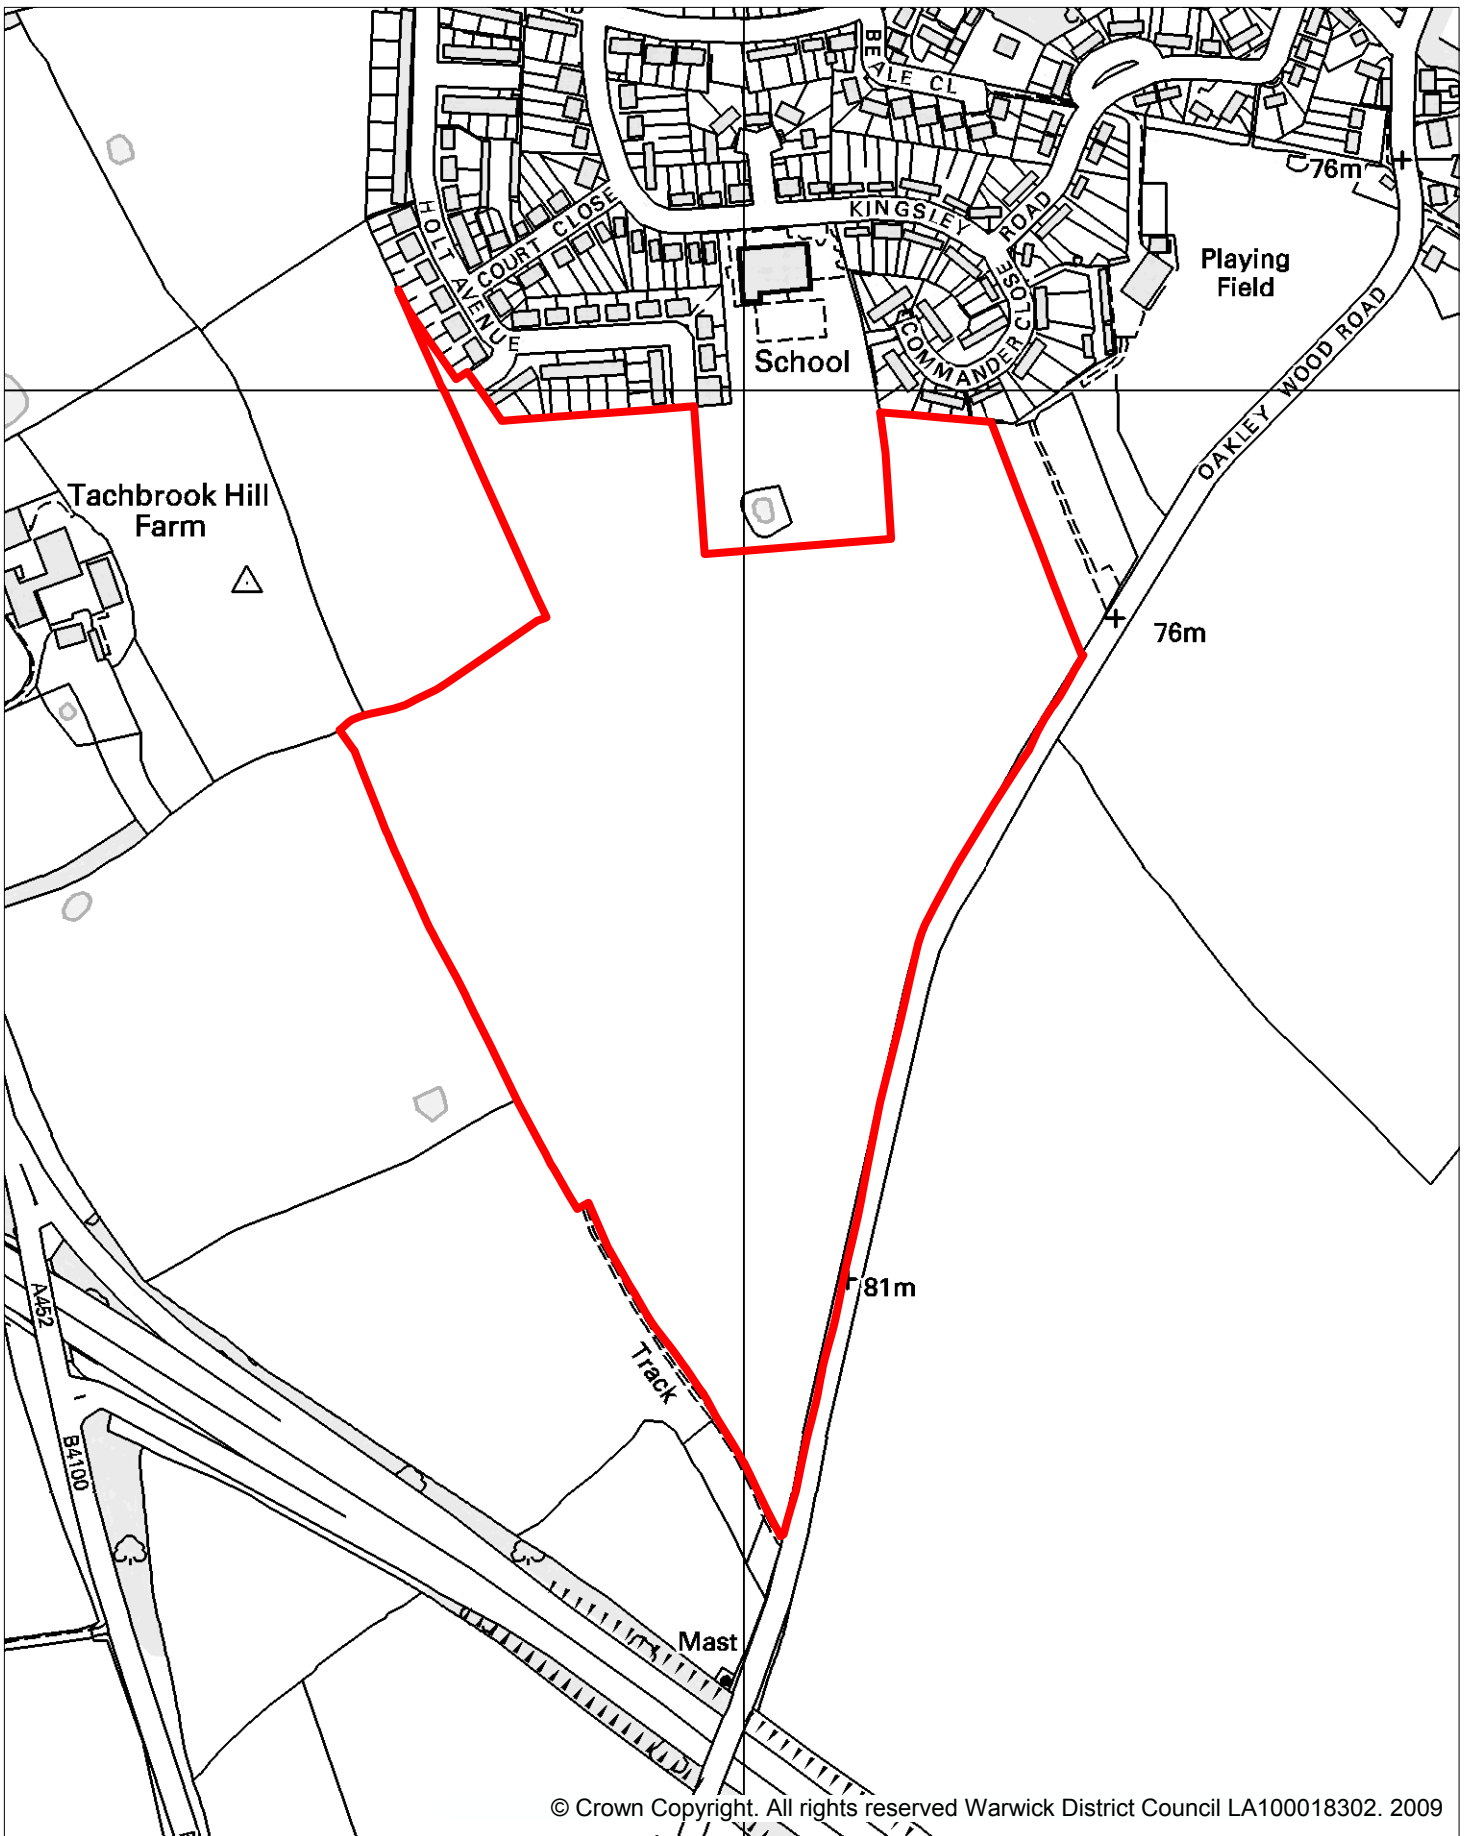 BEALE CL
76m
HOLT AVENUE
COURT CLOSE
KINGSLEY ROAD
Playing
Field
COMMANDER CLOSE
School
OAKLEY WOOD ROAD
Tachbrook Hill
Farm
76m
A452
81m
Track
B4100
Mast
© Crown Copyright. All rights reserved Warwick District Council LA100018302. 2009